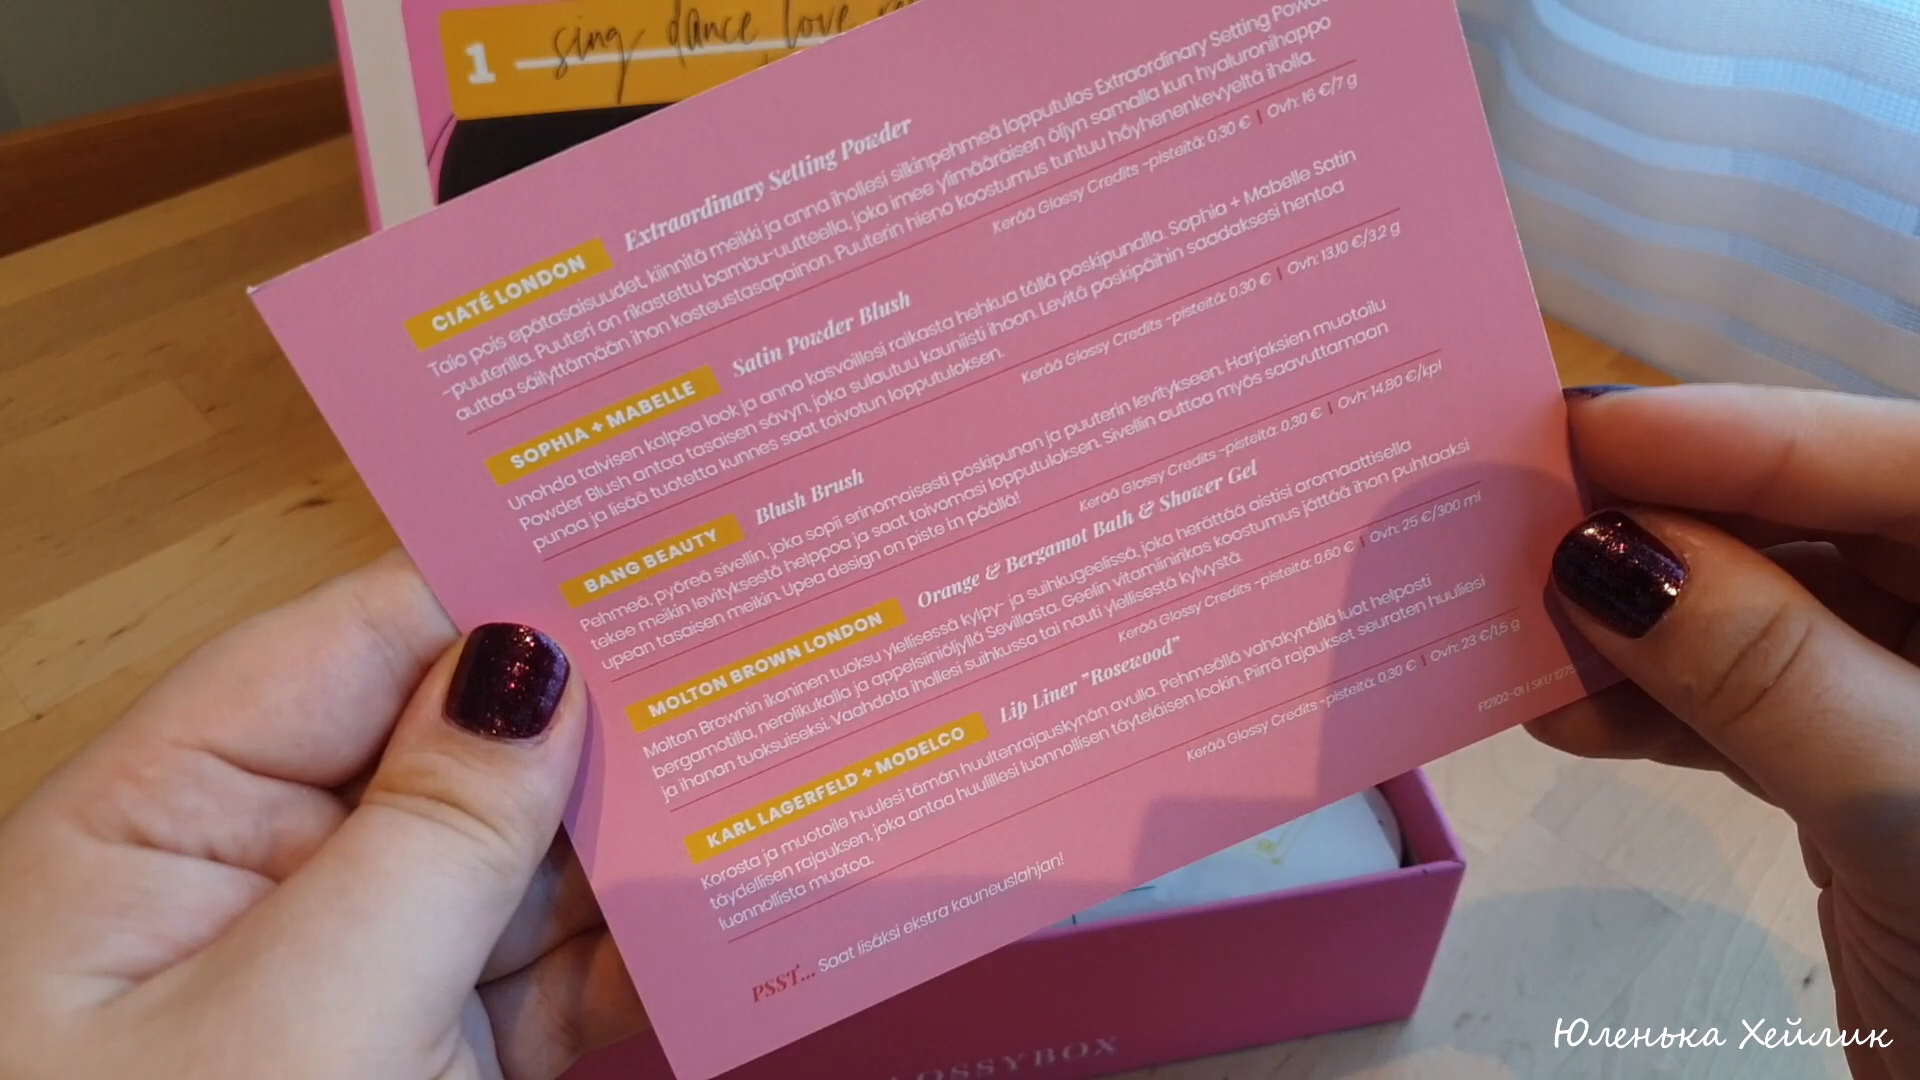 1 sing dance love
CIATÉ LONDON Extraordinary Setting Powder
Taio pois epätasaisuudet, kiinnitä meikki ja anna ihollesi silkinpehmeä lopputulos Extraordinary Setting Powder
-puuterilla. Puuteri on rikastettu bambu-uutteella, joka imee ylimääräisen öljyn samalla kun hyaluronihappo
auttaa säilyttämään ihon kosteustasapainon. Puuterin hieno koostumus tuntuu höyhenenkevyeltä iholla.
Kerää Glossy Credits -pisteitä: 0,30 € | Ovh: 16 €/7 g
SOPHIA + MABELLE Satin Powder Blush
Unohda talvisen kalpea look ja anna kasvoillesi raikasta hehkua tällä poskipunalla. Sophia + Mabelle Satin
Powder Blush antaa tasaisen sävyn, joka sulautuu kauniisti ihoon. Levitä poskipäihin saadaksesi hentoa
punaa ja lisää tuotetta kunnes saat toivotun lopputuloksen.
Kerää Glossy Credits -pisteitä: 0,30 € | Ovh: 13,10 €/3,2 g
BANG BEAUTY Blush Brush
Pehmeä, pyöreä sivellin, joka sopii erinomaisesti poskipunan ja puuterin levitykseen. Harjaksien muotoilu
tekee meikin levityksestä helppoa ja saat toivomasi lopputuloksen. Sivellin auttaa myös saavuttamaan
upean tasaisen meikin. Upea design on piste i:n päällä!
Kerää Glossy Credits -pisteitä: 0,30 € | Ovh: 14,80 €/kpl
MOLTON BROWN LONDON Orange & Bergamot Bath & Shower Gel
Molton Brownin ikoninen tuoksu ylellisessä kylpy- ja suihkugeelissä, joka herättää aistisi aromaattisella
bergamotilla, nerolikukalla ja appelsiiniöljyllä Sevillasta. Geelin vitamiinirikas koostumus jättää ihon puhtaaksi
ja ihanan tuoksuiseksi. Vaahdota ihollesi suihkussa tai nauti ylellisestä kylvystä.
Kerää Glossy Credits -pisteitä: 0,60 € | Ovh: 25 €/300 ml
KARL LAGERFELD + MODELCO Lip Liner "Rosewood"
Korosta ja muotoile huulesi tämän huultenrajauskynän avulla. Pehmeällä vahakynällä luot helposti
täydellisen rajauksen, joka antaa huulillesi luonnollisen täyteläisen lookin. Piirrä rajaukset seuraten huuliesi
luonnollista muotoa.
Kerää Glossy Credits -pisteitä: 0,30 € | Ovh: 23 €/1,5 g
PSST... Saat lisäksi ekstra kauneuslahjan!
FI2102-01 | SKU
LOSSYBOX
Юленька Хейлик